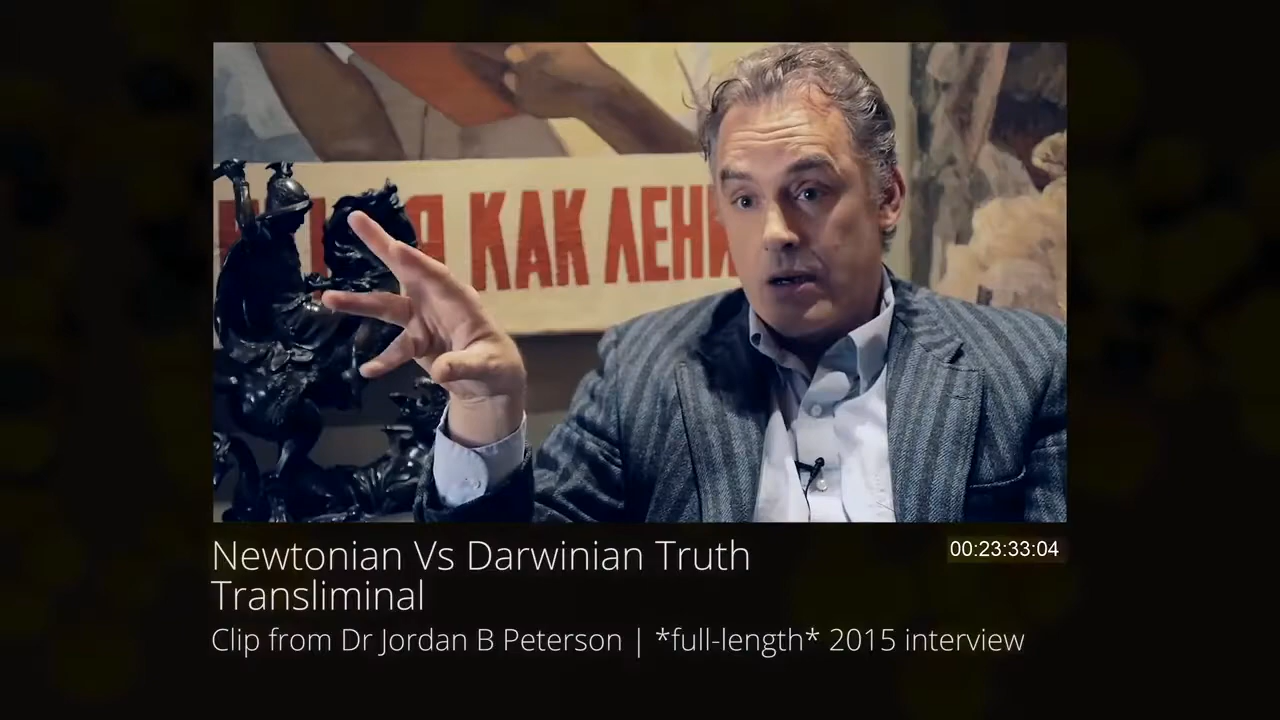 КАК ЛЕНИ
Newtonian Vs Darwinian Truth
00:23:33:04
Transliminal
Clip from Dr Jordan B Peterson | *full-length* 2015 interview